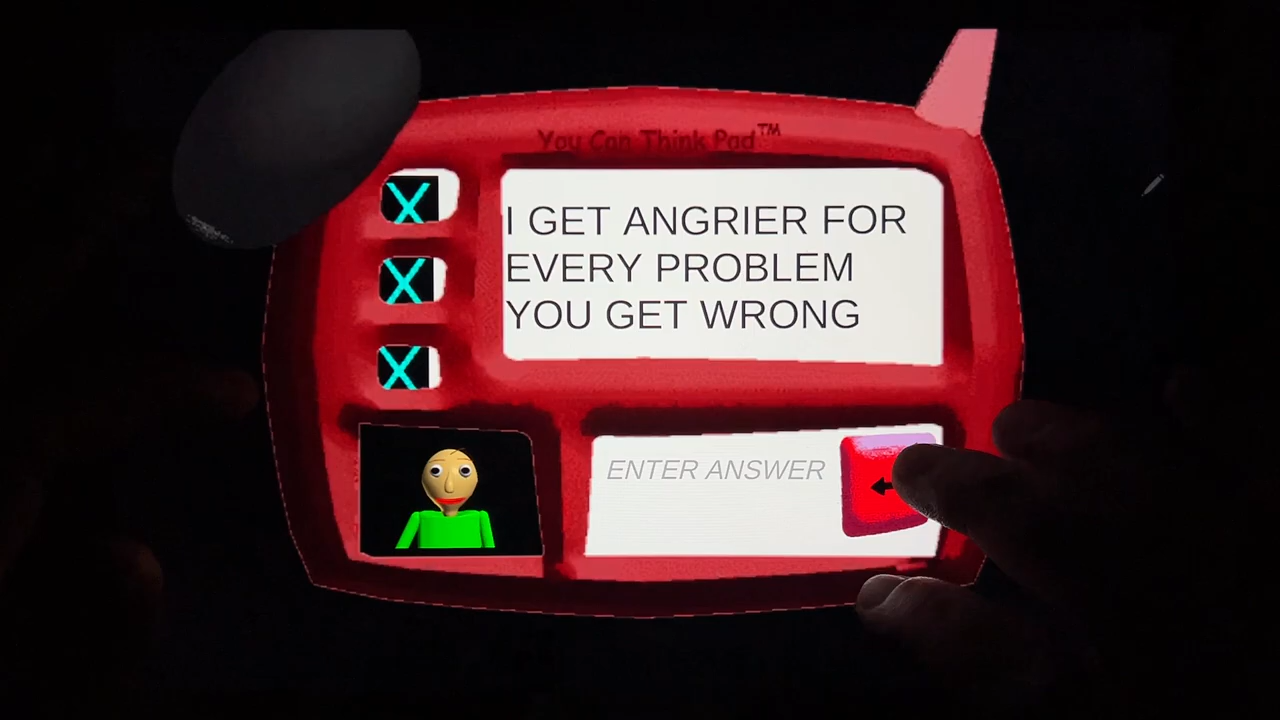 You Can Think Pad™
X
X
X
I GET ANGRIER FOR
EVERY PROBLEM
YOU GET WRONG
ENTER ANSWER